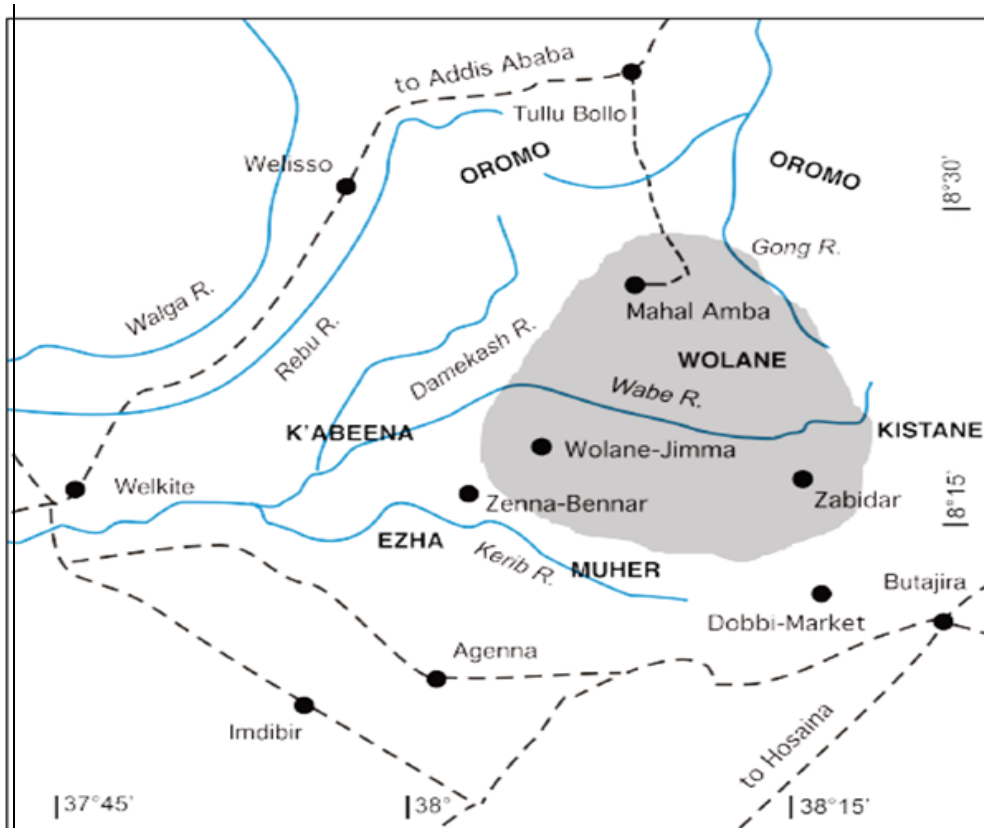 to Addis Ababa
Tullu Bollo
Welisso
OROMO
OROMO
8°30'
Gong R.
Walga R.
Mahal Amba
Rebu R.
Damekash R.
WOLANE
Wabe R.
K'ABEENA
KISTANE
Wolane-Jimma
Welkite
Zenna-Bennar
Zabidar
8°15'
EZHA
Kerib R.
MUHER
Butajira
Dobbi-Market
Agenna
Imdibir
to Hosaina
37°45'
38°
38°15'